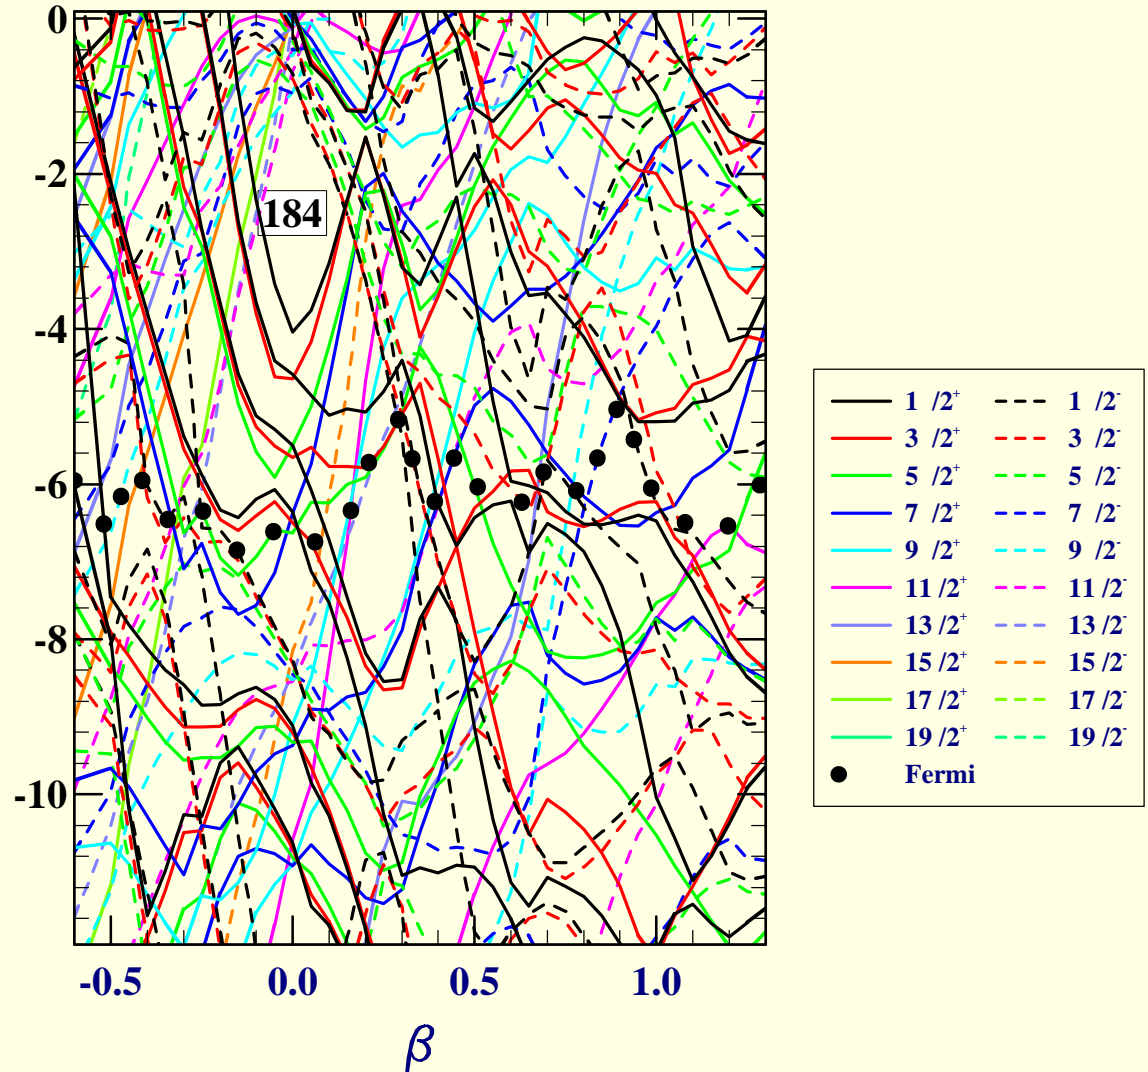 0
-2
184
-4
-6
-8
-10
-0.5 0.0 0.5 1.0
β
1 /2+ 1 /2-
3 /2+ 3 /2-
5 /2+ 5 /2-
7 /2+ 7 /2-
9 /2+ 9 /2-
11 /2+ 11 /2-
13 /2+ 13 /2-
15 /2+ 15 /2-
17 /2+ 17 /2-
19 /2+ 19 /2-
Fermi